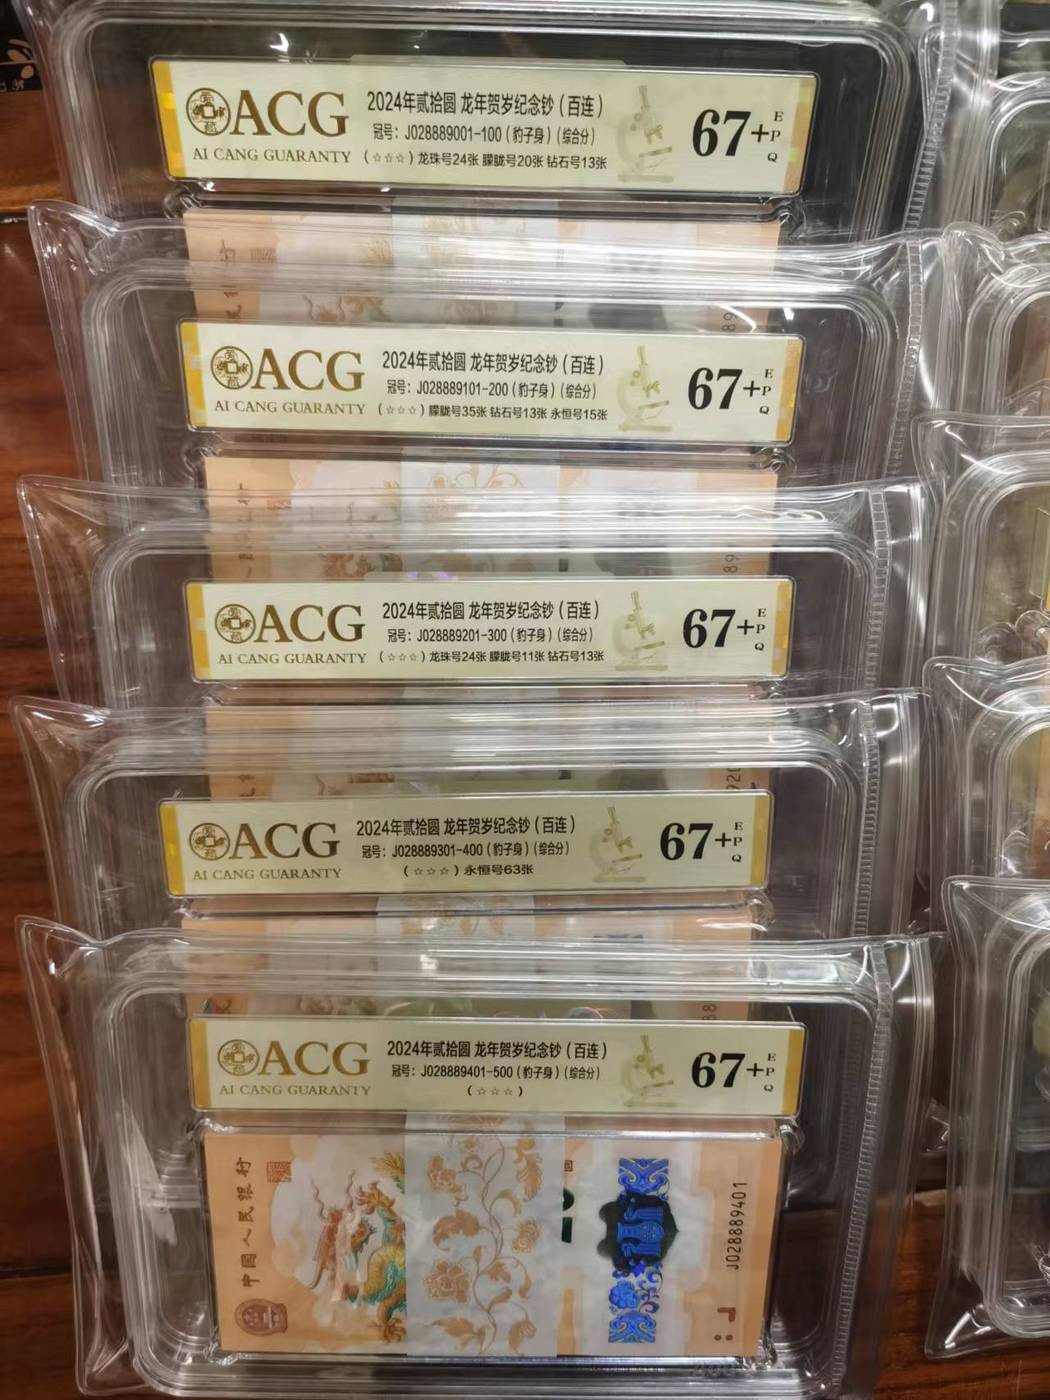 ACG
AI CANG GUARANTY
2024年贰拾圆 龙年贺岁纪念钞（百连）
冠号：J028889001-100（豹子身）（综合分）
（☆☆☆）龙珠号24张 朦胧号20张 钻石号13张
67+EPQ
ACG
AI CANG GUARANTY
2024年贰拾圆 龙年贺岁纪念钞（百连）
冠号：J028889101-200（豹子身）（综合分）
（☆☆☆）朦胧号35张 钻石号13张 永恒号15张
67+EPQ
ACG
AI CANG GUARANTY
2024年贰拾圆 龙年贺岁纪念钞（百连）
冠号：J028889201-300（豹子身）（综合分）
（☆☆☆）龙珠号24张 朦胧号11张 钻石号13张
67+EPQ
ACG
AI CANG GUARANTY
2024年贰拾圆 龙年贺岁纪念钞（百连）
冠号：J028889301-400（豹子身）（综合分）
（☆☆☆）永恒号63张
67+EPQ
ACG
AI CANG GUARANTY
2024年贰拾圆 龙年贺岁纪念钞（百连）
冠号：J028889401-500（豹子身）（综合分）
（☆☆☆）
67+EPQ
中国人民银行
J028889401